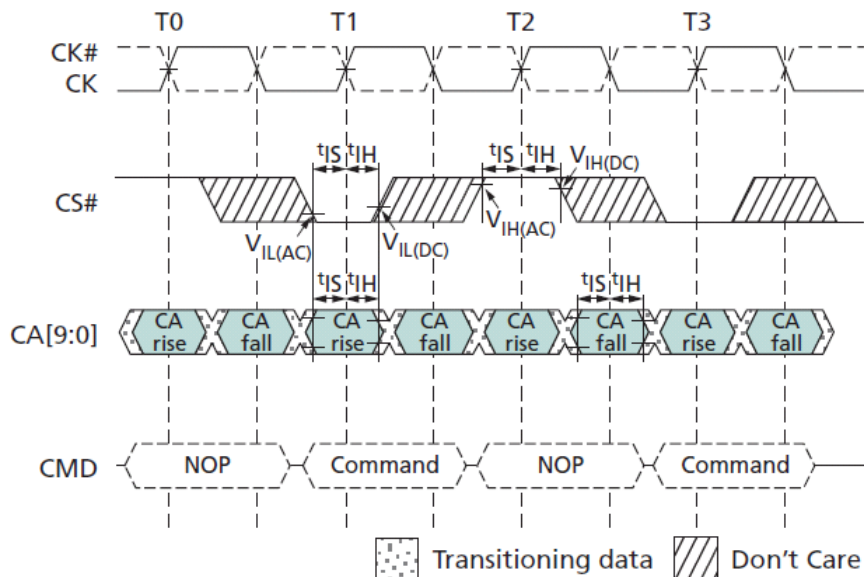 T0 T1 T2 T3
CK#
CK
tIS tIH tIS tIH VIH(DC)
CS#
VIL(AC) VIL(DC) VIH(AC)
tIS tIH tIS tIH
CA[9:0] CA rise CA fall CA rise CA fall CA rise CA fall CA rise CA fall
CMD NOP Command NOP Command
Transitioning data Don't Care